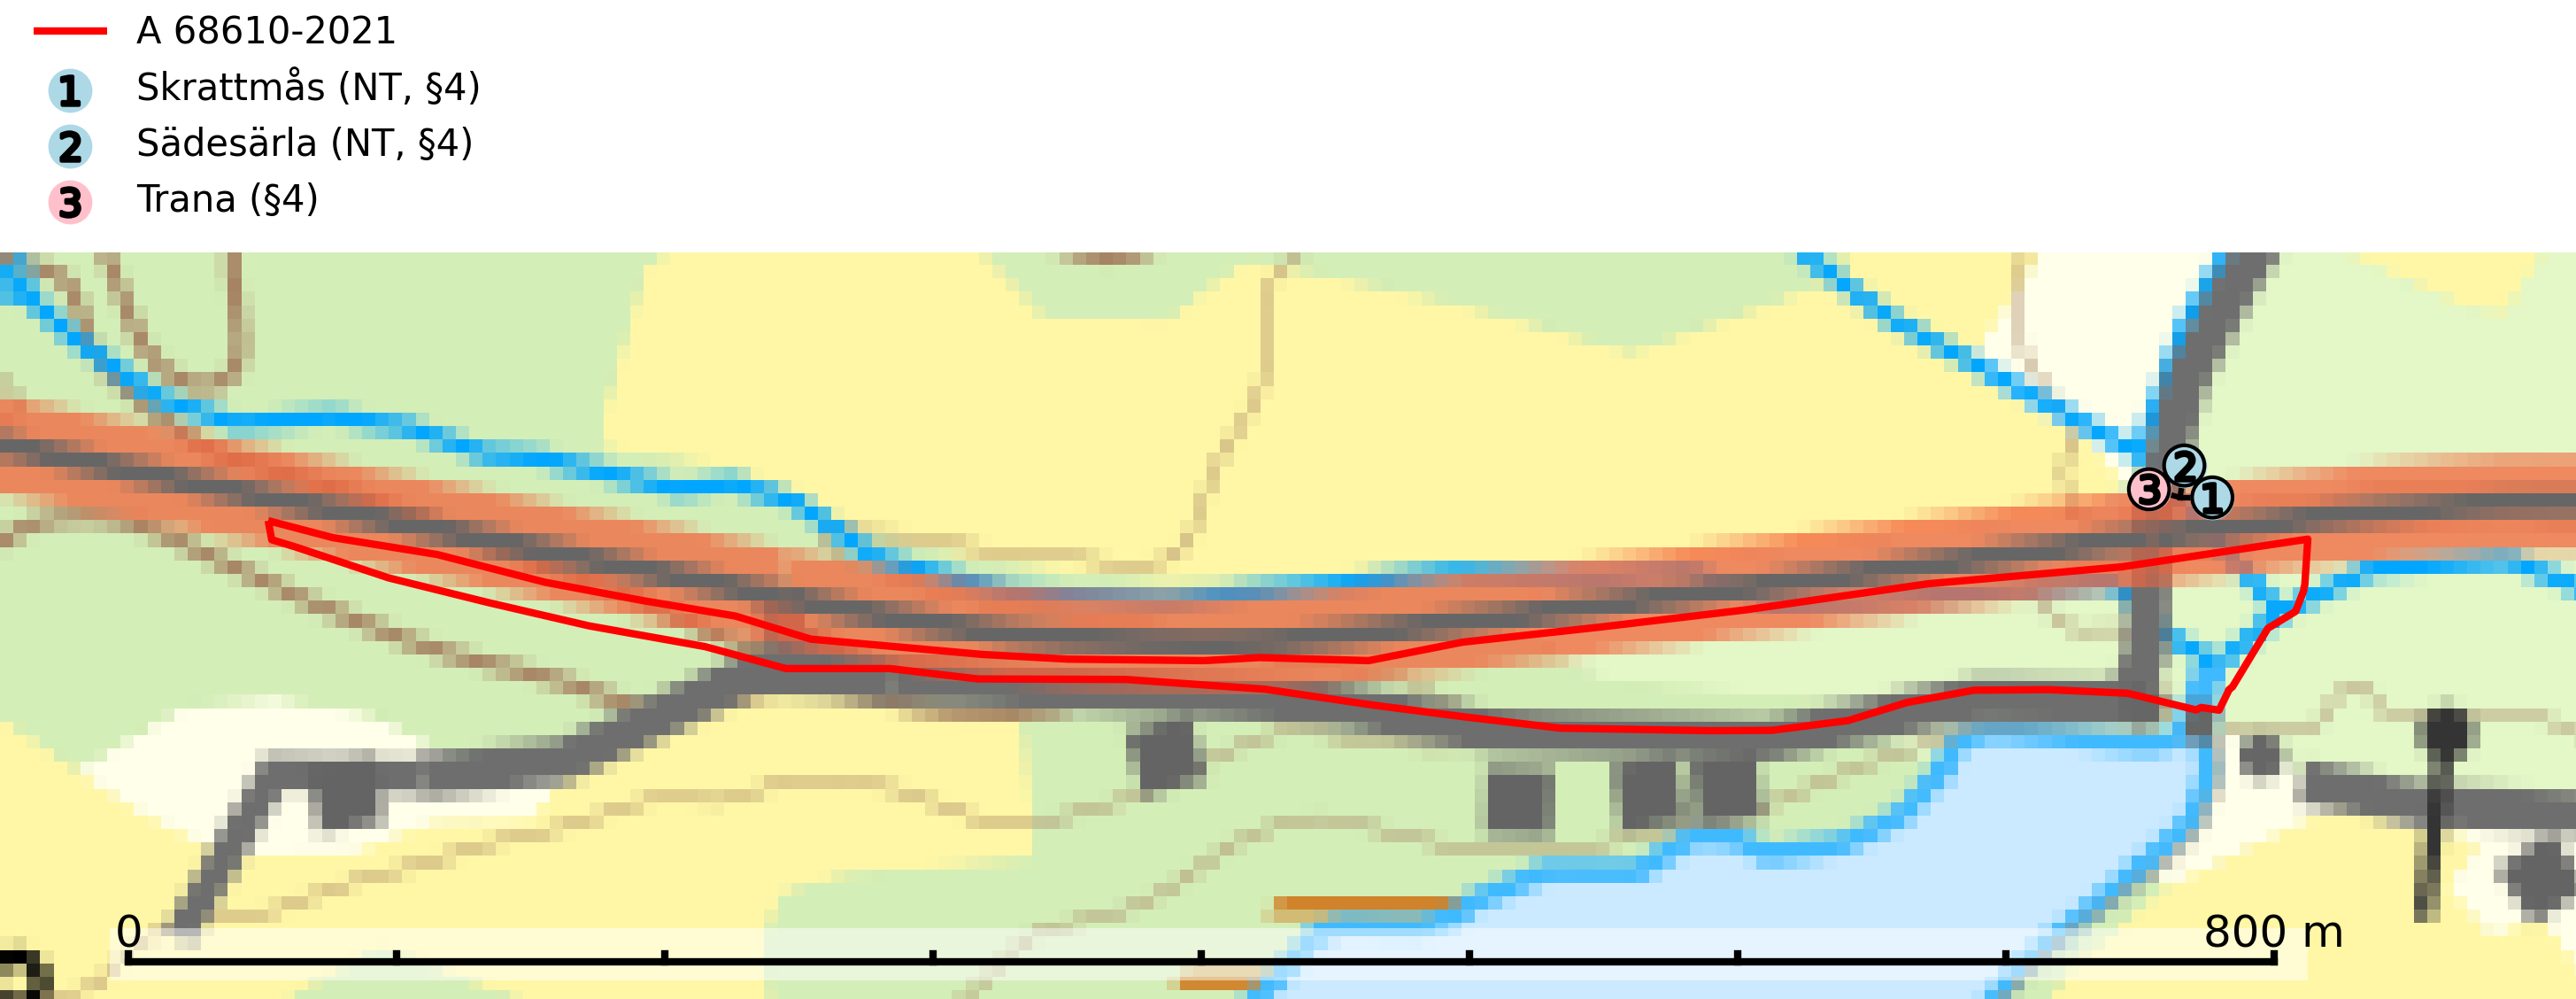 A 68610-2021
1 Skrattmås (NT, §4)
2 Sädesärla (NT, §4)
3 Trana (§4)
2
3 1
0 800 m